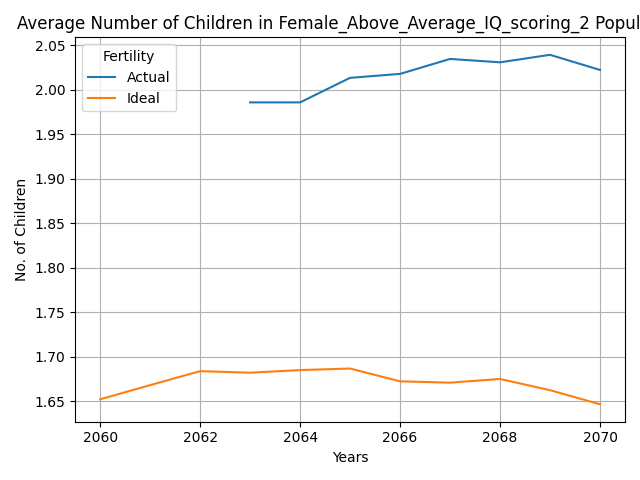 Average Number of Children in Female_Above_Average_IQ_scoring_2 Popul
Fertility
Actual
Ideal
2.05
2.00
1.95
1.90
1.85
1.80
1.75
1.70
1.65
No. of Children
2060
2062
2064
2066
2068
2070
Years